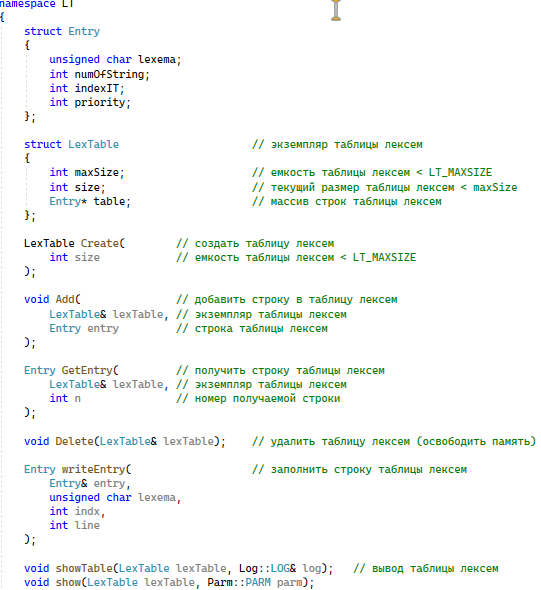 namespace LT
{
struct Entry
{
unsigned char lexema;
int numOfString;
int indexIT;
int priority;
};
struct LexTable // экземпляр таблицы лексем
{
int maxSize; // емкость таблицы лексем < LT_MAXSIZE
int size; // текущий размер таблицы лексем < maxSize
Entry* table; // массив строк таблицы лексем
};
LexTable Create( // создать таблицу лексем
int size // емкость таблицы лексем < LT_MAXSIZE
);
void Add( // добавить строку в таблицу лексем
LexTable& lexTable, // экземпляр таблицы лексем
Entry entry // строка таблицы лексем
);
Entry GetEntry( // получить строку таблицы лексем
LexTable& lexTable, // экземпляр таблицы лексем
int n // номер получаемой строки
);
void Delete(LexTable& lexTable); // удалить таблицу лексем (освободить память)
Entry writeEntry( // заполнить строку таблицы лексем
Entry& entry,
unsigned char lexema,
int indx,
int line
);
void showTable(LexTable lexTable, Log::LOG& log); // вывод таблицы лексем
void show(LexTable lexTable, Parm::PARM parm);